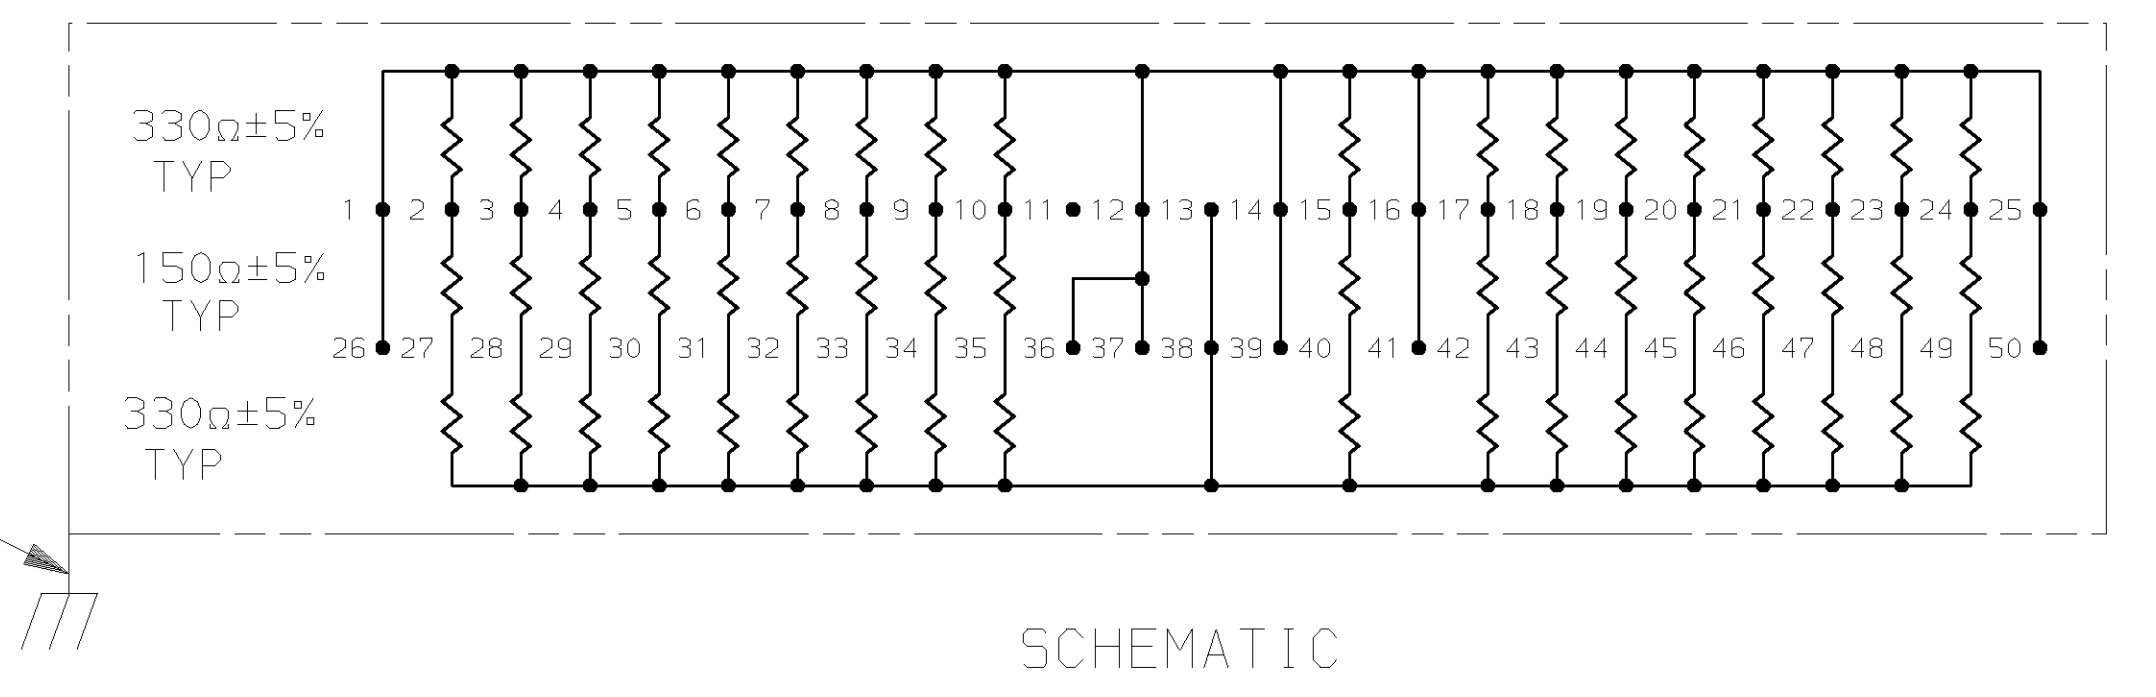 330Ω±5%
TYP
1 2 3 4 5 6 7 8 9 10 11 12 13 14 15 16 17 18 19 20 21 22 23 24 25
150Ω±5%
TYP
26 27 28 29 30 31 32 33 34 35 36 37 38 39 40 41 42 43 44 45 46 47 48 49 50
330Ω±5%
TYP
SCHEMATIC